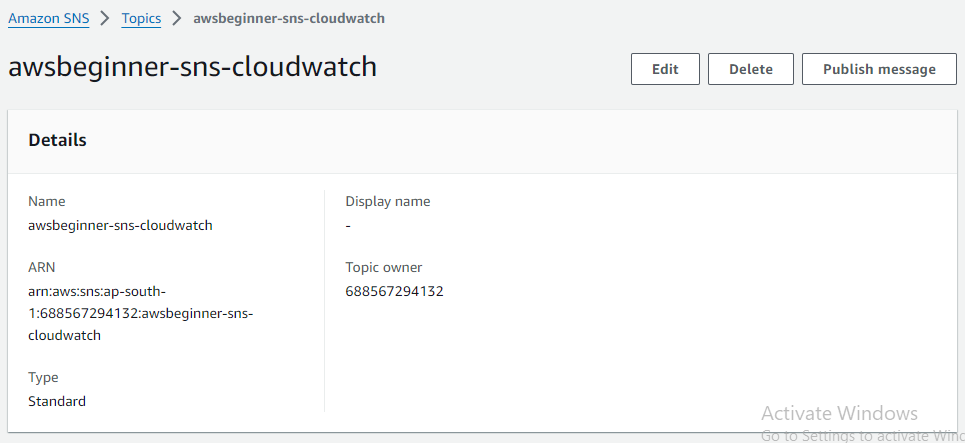 Amazon SNS > Topics > awsbeginner-sns-cloudwatch
awsbeginner-sns-cloudwatch
Edit
Delete
Publish message
Details
Name
awsbeginner-sns-cloudwatch
ARN
arn:aws:sns:ap-south-
1:688567294132:awsbeginner-sns-
cloudwatch
Type
Standard
Display name
-
Topic owner
688567294132
Activate Windows
Go to Settings to activate Wind